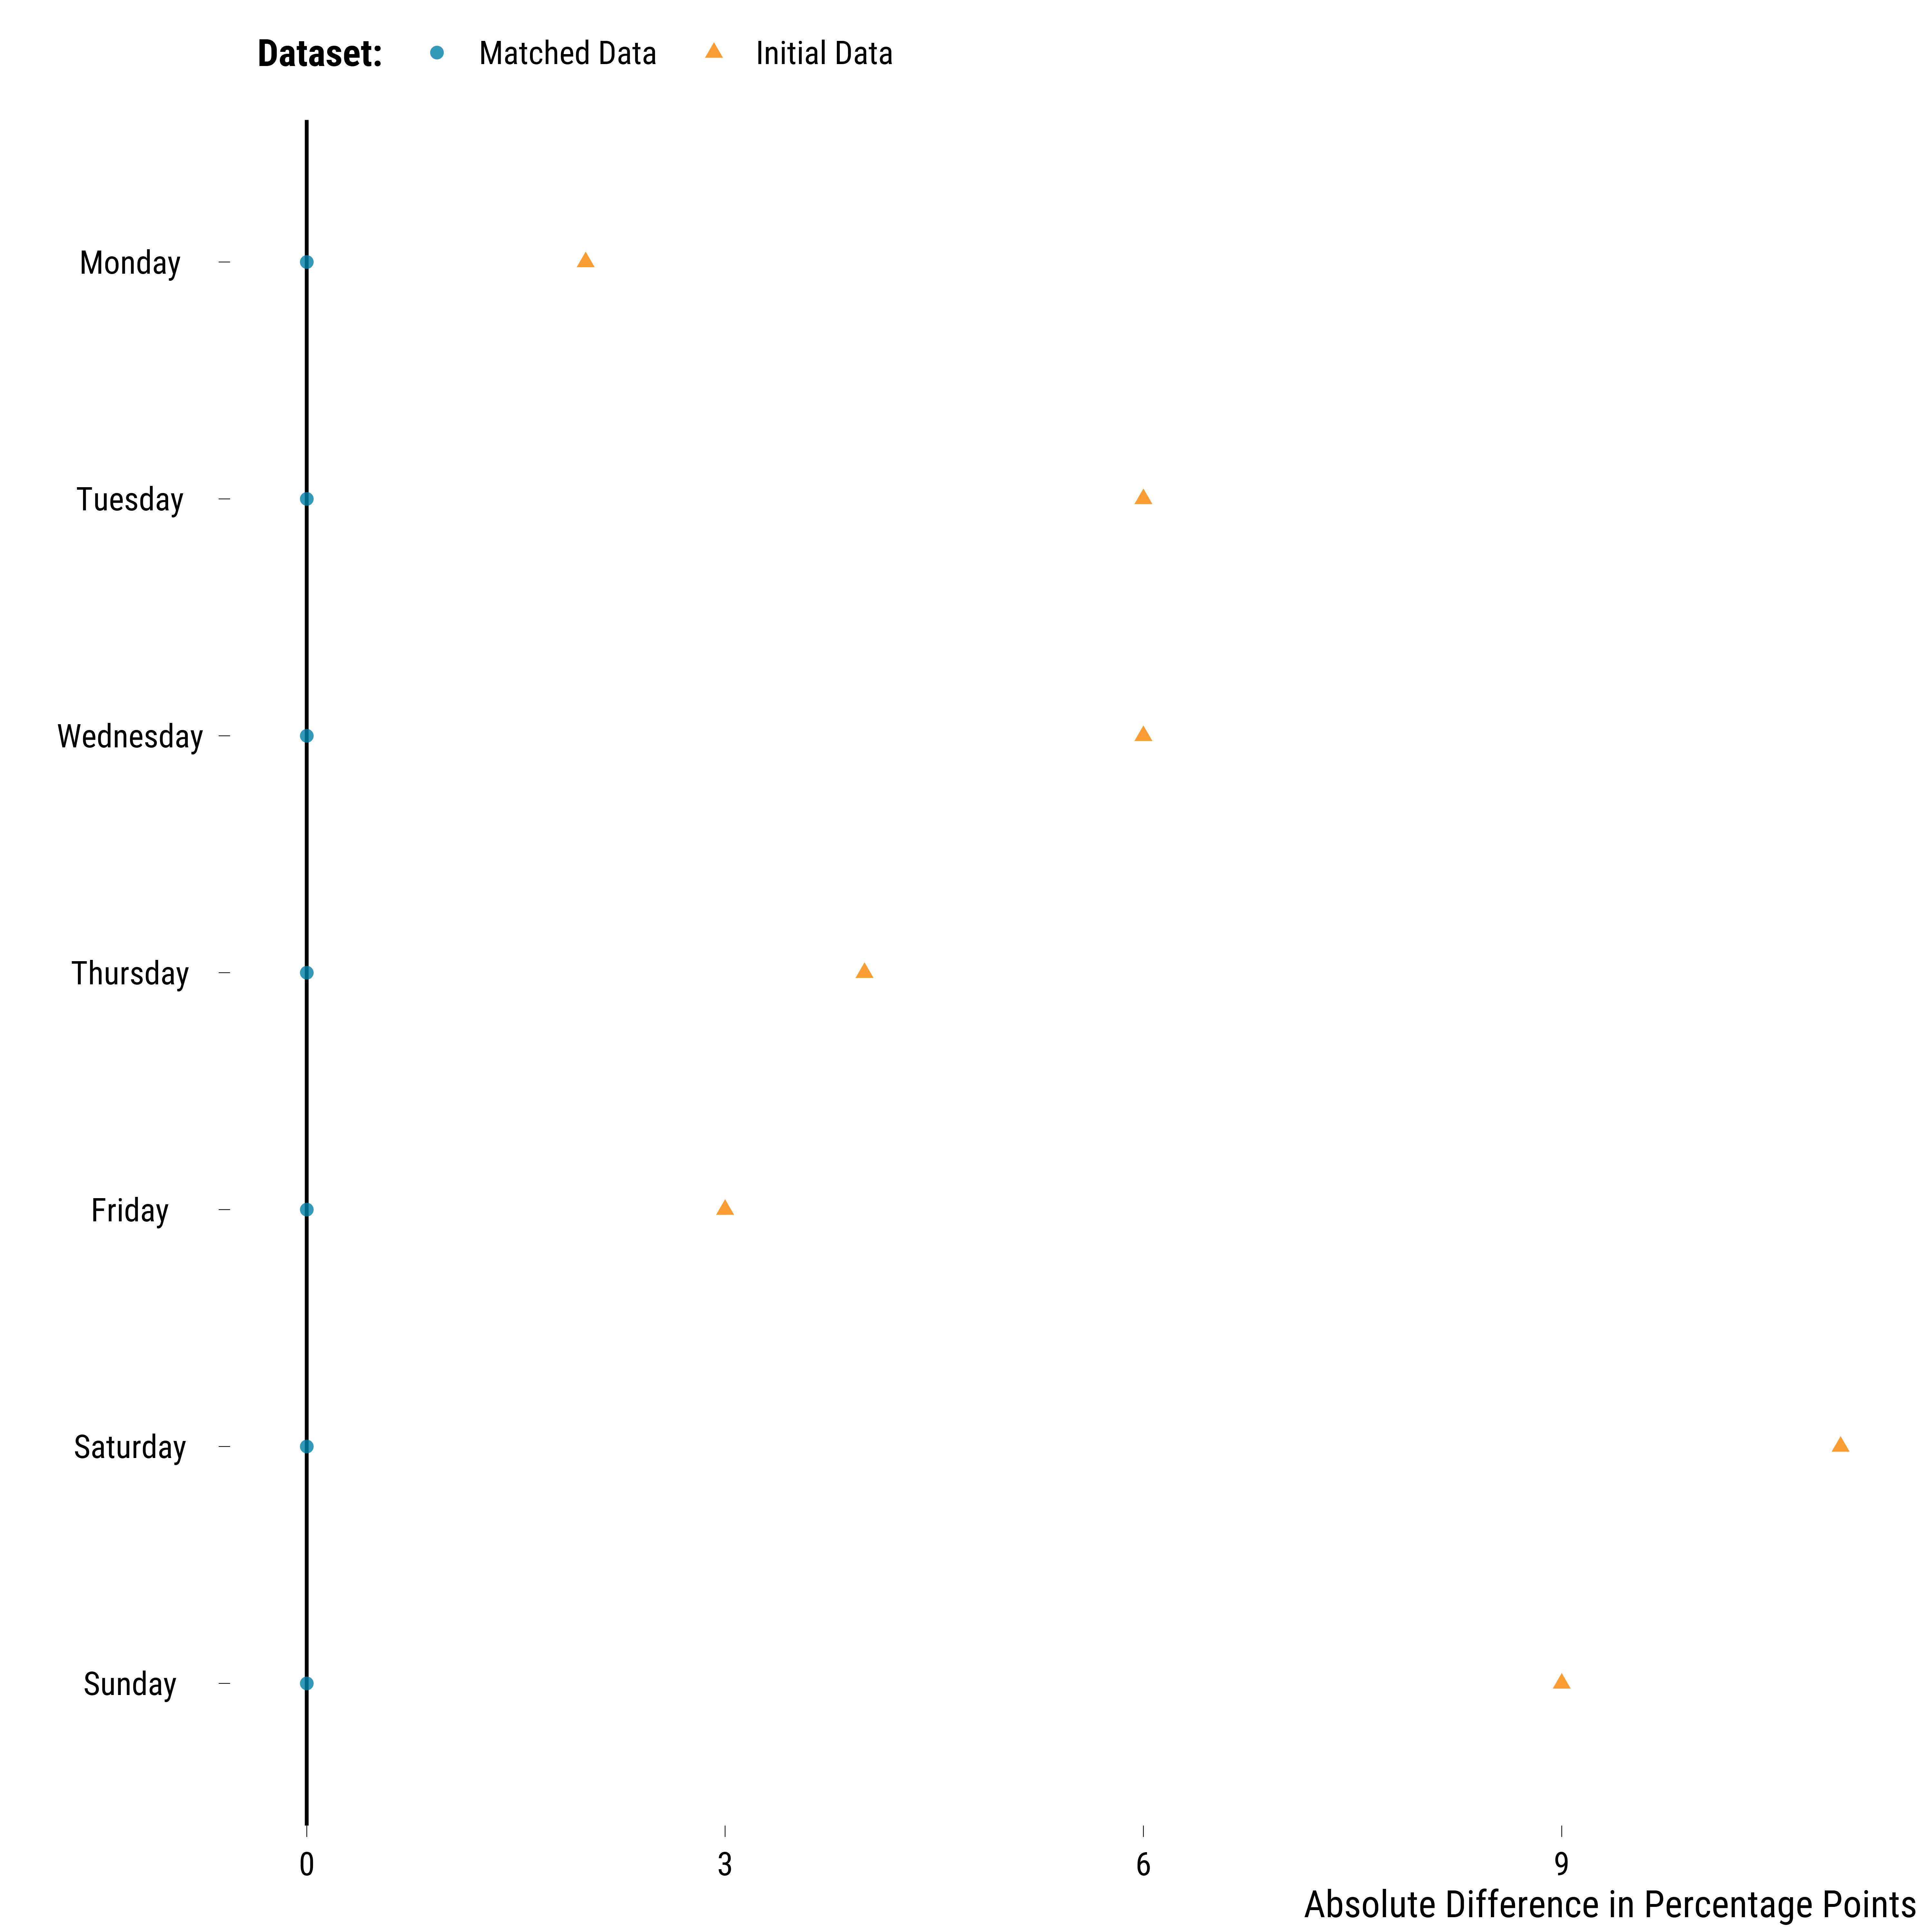 Dataset: Matched Data Initial Data
Monday
Tuesday
Wednesday
Thursday
Friday
Saturday
Sunday
0 3 6 9
Absolute Difference in Percentage Points